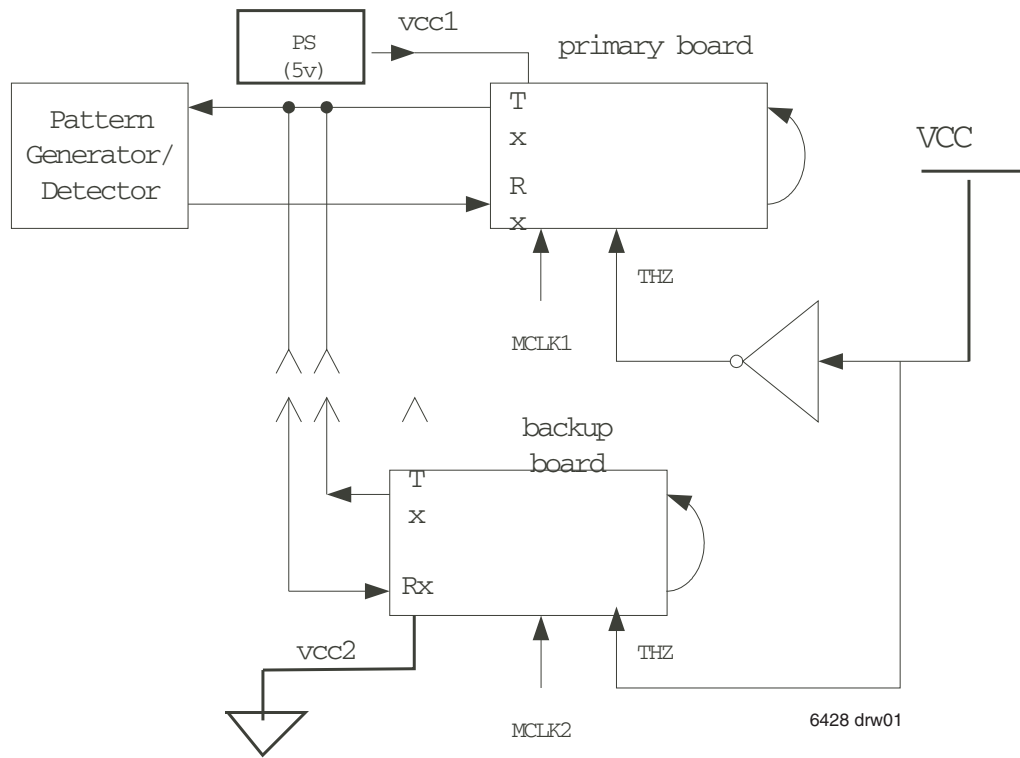 PS
(5v)
vcc1
primary board
Pattern
Generator/
Detector
T
x
R
x
VCC
THZ
MCLK1
backup
board
T
x
Rx
vcc2
THZ
MCLK2
6428 drw01